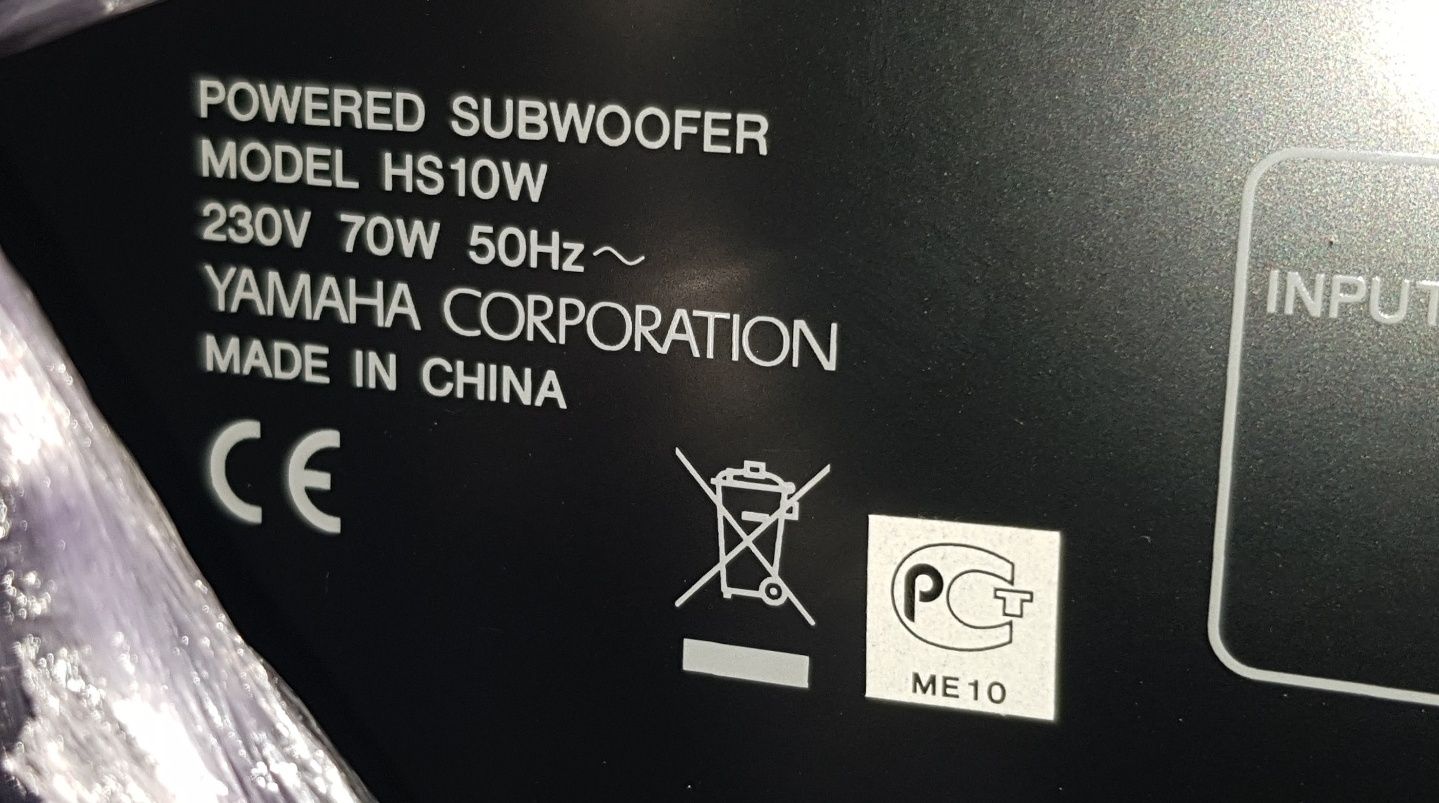 POWERED SUBWOOFER
MODEL HS10W
230V 70W 50Hz～
YAMAHA CORPORATION
MADE IN CHINA
CE
РСТ
ME10
INPUT